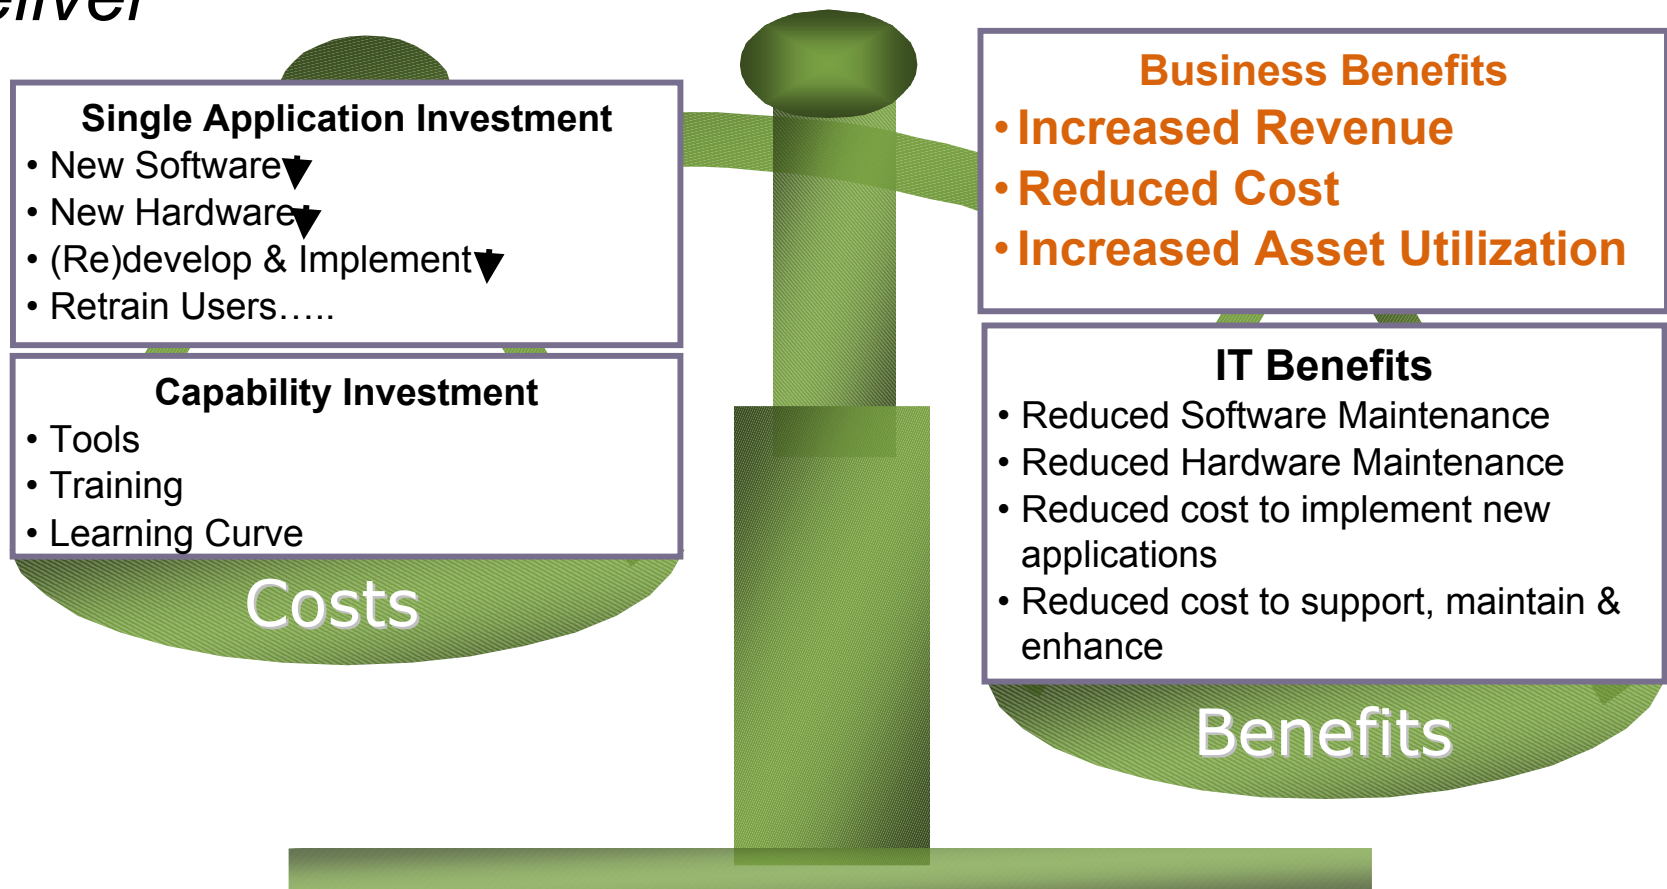 Single Application Investment
• New Software
• New Hardware
• (Re)develop & Implement
• Retrain Users…..
Capability Investment
• Tools
• Training
• Learning Curve
Costs
Business Benefits
• Increased Revenue
• Reduced Cost
• Increased Asset Utilization
IT Benefits
• Reduced Software Maintenance
• Reduced Hardware Maintenance
• Reduced cost to implement new
applications
• Reduced cost to support, maintain &
enhance
Benefits